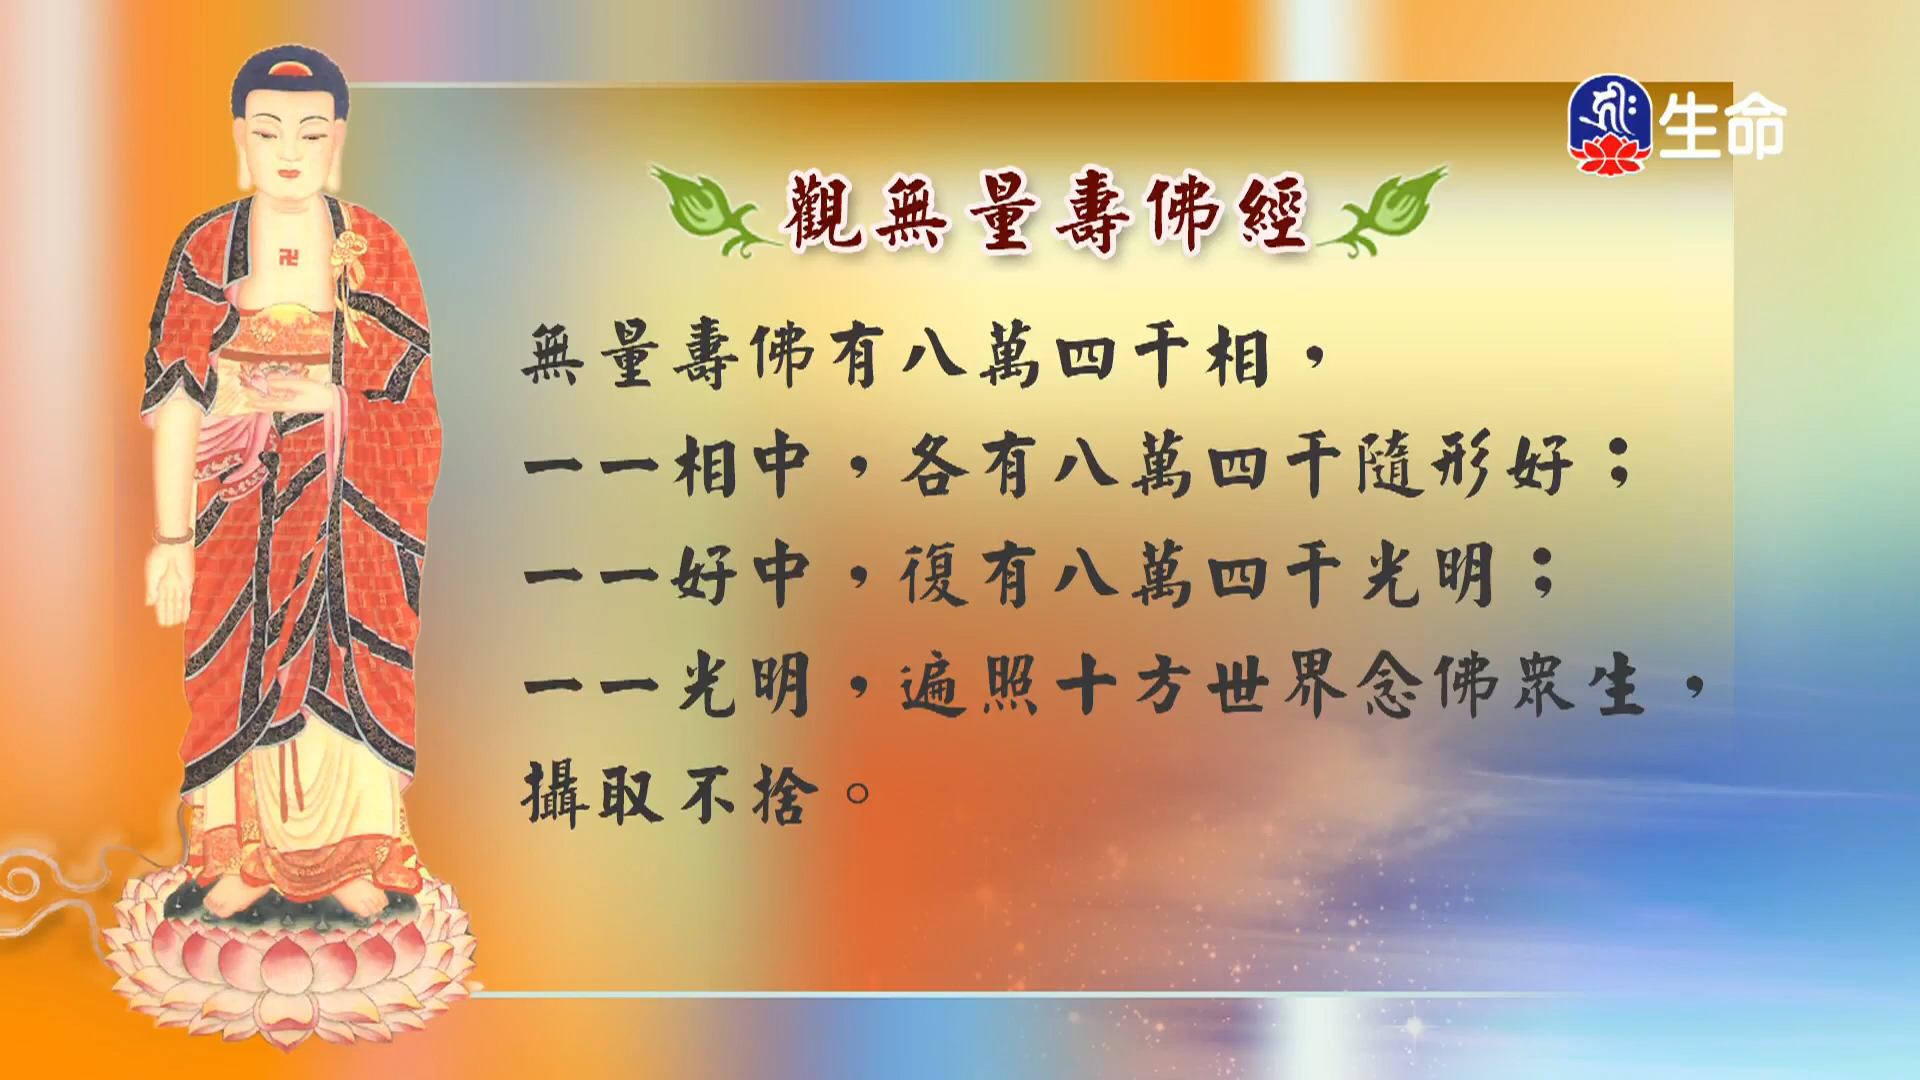 生命
觀無量壽佛經
無量壽佛有八萬四千相，
一一相中，各有八萬四千隨形好；
一一好中，復有八萬四千光明；
一一光明，遍照十方世界念佛眾生，
攝取不捨。